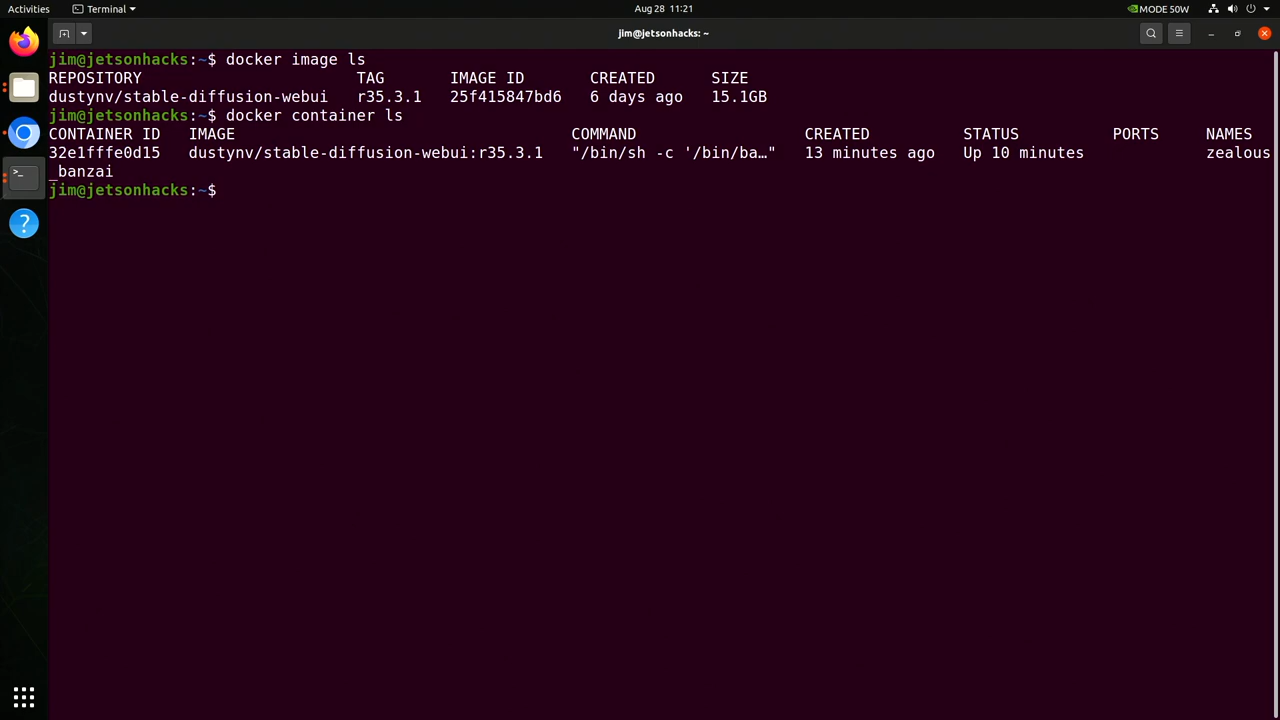 Activities Terminal Aug 28 11:21 MODE 50W
jim@jetsonhacks: ~
jim@jetsonhacks:~$ docker image ls
REPOSITORY TAG IMAGE ID CREATED SIZE
dustynv/stable-diffusion-webui r35.3.1 25f415847bd6 6 days ago 15.1GB
jim@jetsonhacks:~$ docker container ls
CONTAINER ID IMAGE COMMAND CREATED STATUS PORTS NAMES
32e1fffe0d15 dustynv/stable-diffusion-webui:r35.3.1 "/bin/sh -c '/bin/ba…" 13 minutes ago Up 10 minutes zealous
_banzai
jim@jetsonhacks:~$